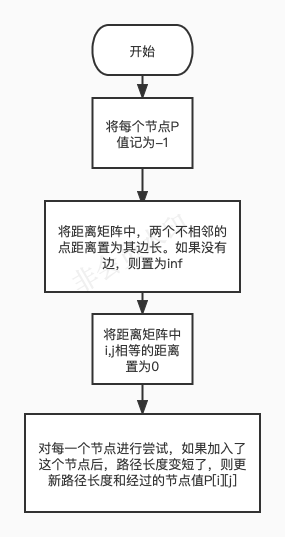 开始
将每个节点P
值记为-1
将距离矩阵中，两个不相邻的
点距离置为其边长。如果没有
边，则置为inf
将距离矩阵中
i,j相等的距离
置为0
对每一个节点进行尝试，如果加入了
这个节点后，路径长度变短了，则更
新路径长度和经过的节点值P[i][j]